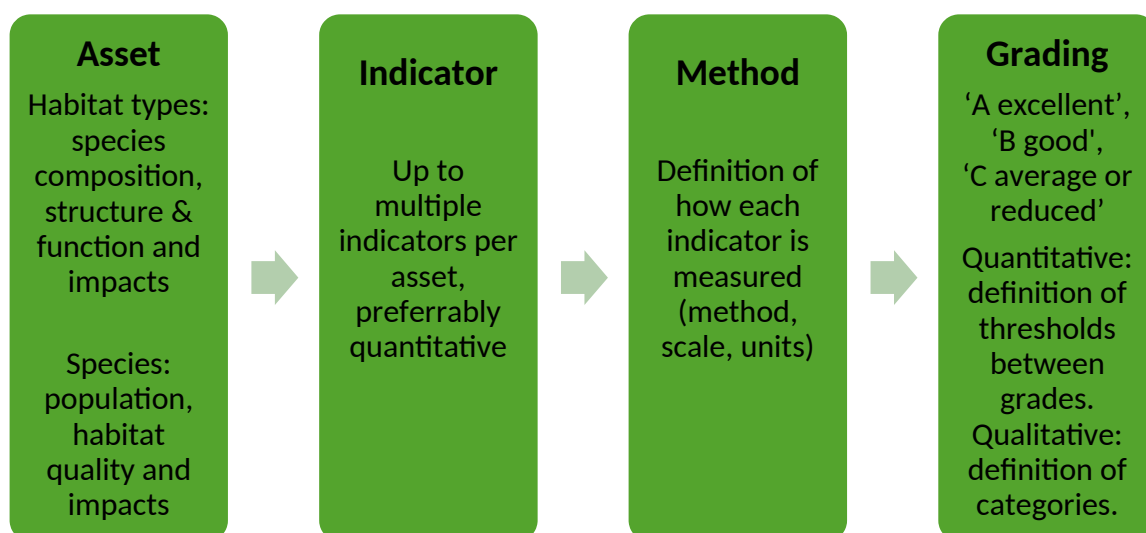 Asset
Habitat types:
species
composition,
structure &
function and
impacts
Species:
population,
habitat
quality and
impacts
Indicator
Up to
multiple
indicators per
asset,
preferrably
quantitative
Method
Definition of
how each
indicator is
measured
(method,
scale, units)
Grading
‘A excellent’,
‘B good',
‘C average or
reduced’
Quantitative:
definition of
thresholds
between
grades.
Qualitative:
definition of
categories.